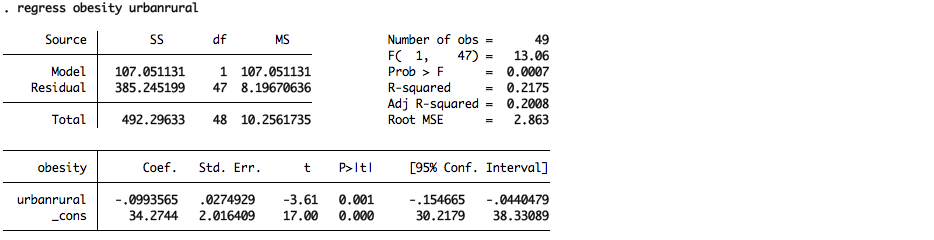 . regress obesity urbanrural
Source SS df MS Number of obs = 49
F( 1, 47) = 13.06
Model 107.051131 1 107.051131 Prob > F = 0.0007
Residual 385.245199 47 8.19670636 R-squared = 0.2175
Adj R-squared = 0.2008
Total 492.29633 48 10.2561735 Root MSE = 2.863
obesity Coef. Std. Err. t P>|t| [95% Conf. Interval]
urbanrural -.0993565 .0274929 -3.61 0.001 -.154665 -.0440479
_cons 34.2744 2.016409 17.00 0.000 30.2179 38.33089